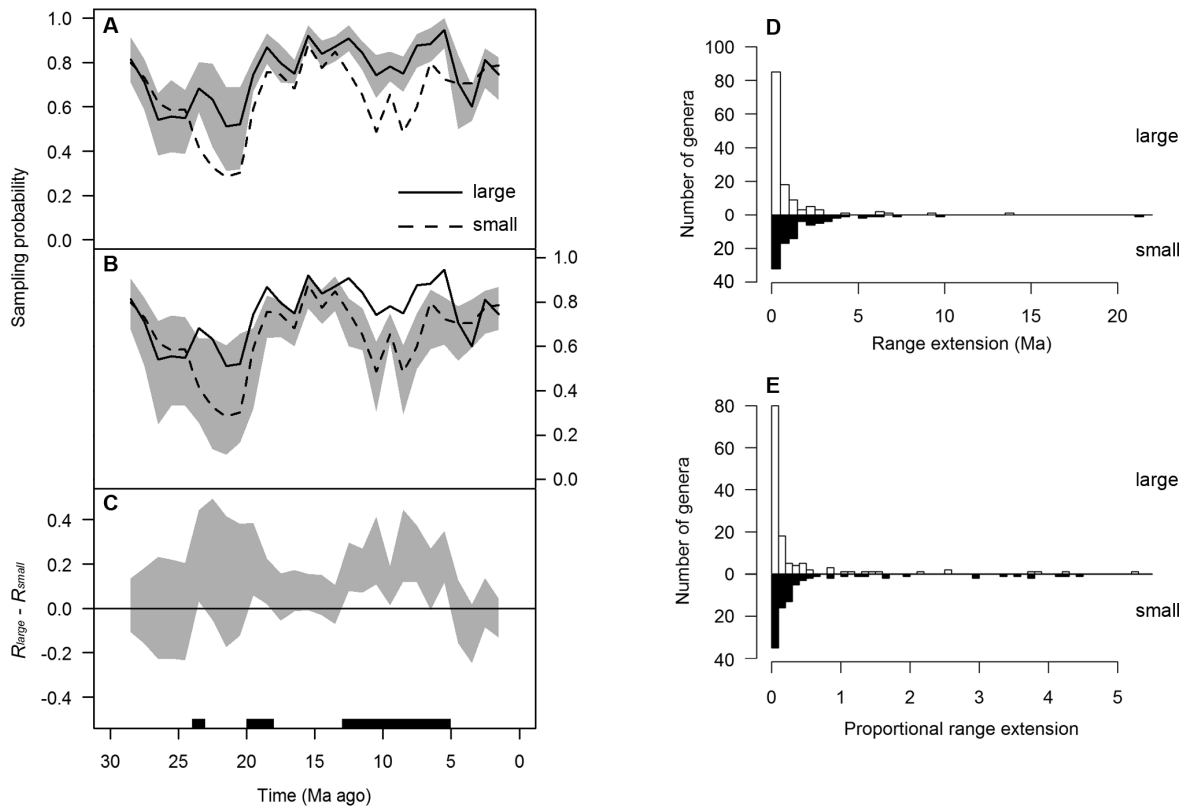 A
1.0
0.8
0.6
0.4
0.2
0.0
large
small
Sampling probability
B
1.0
0.8
0.6
0.4
0.2
0.0
C
0.4
0.2
0.0
-0.2
-0.4
Rlarge - Rsmall
30 25 20 15 10 5 0
Time (Ma ago)
D
100
80
60
40
20
0
20
40
Number of genera
large
small
0 5 10 15 20
Range extension (Ma)
E
80
60
40
20
0
20
40
Number of genera
large
small
0 1 2 3 4 5
Proportional range extension